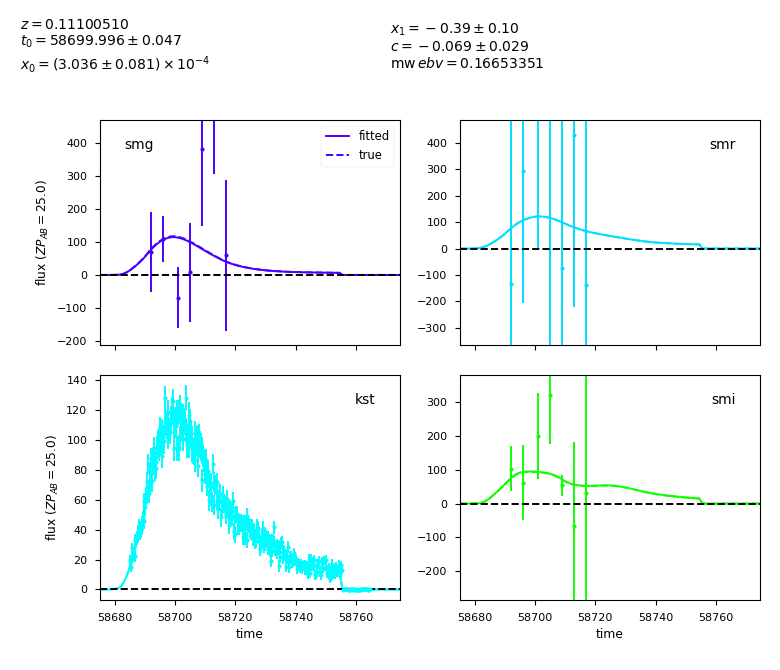 z = 0.11100510
t₀ = 58699.996 ± 0.047
x₀ = (3.036 ± 0.081) × 10⁻⁴
x₁ = −0.39 ± 0.10
c = −0.069 ± 0.029
mw ebv = 0.16653351
smg
fitted
true
flux (ZP_AB = 25.0)
400
300
200
100
0
−100
−200
smr
400
300
200
100
0
−100
−200
−300
kst
flux (ZP_AB = 25.0)
140
120
100
80
60
40
20
0
58680 58700 58720 58740 58760
time
smi
300
200
100
0
−100
−200
58680 58700 58720 58740 58760
time